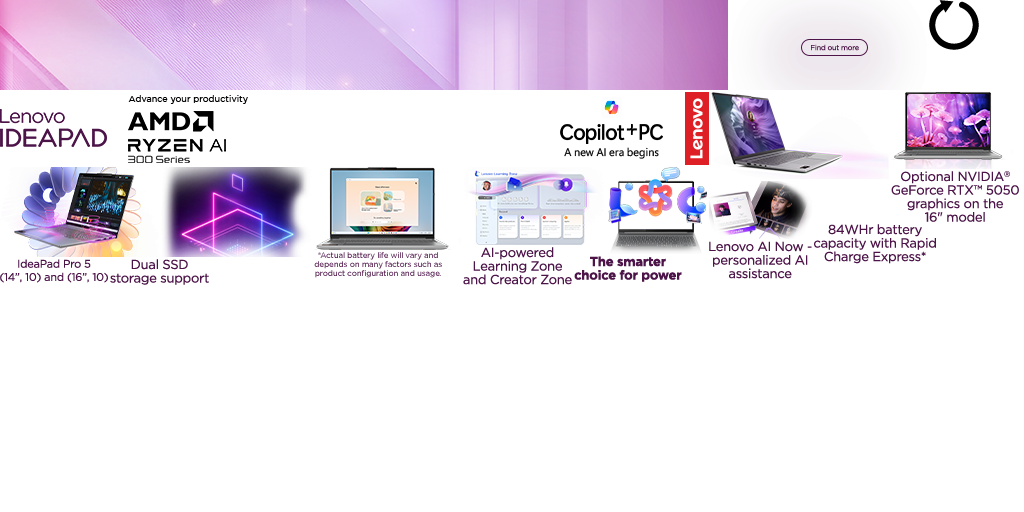 Find out more
Advance your productivity
Lenovo
IDEAPAD
AMD
RYZEN AI
300 Series
Copilot+PC
A new AI era begins
Lenovo
Optional NVIDIA®
GeForce RTX™ 5050
graphics on the
16" model
IdeaPad Pro 5
(14", 10) and (16", 10)
Dual SSD
storage support
*Actual battery life will vary and
depends on many factors such as
product configuration and usage.
AI-powered
Learning Zone
and Creator Zone
The smarter
choice for power
Lenovo AI Now -
personalized AI
assistance
84WHr battery
capacity with Rapid
Charge Express*